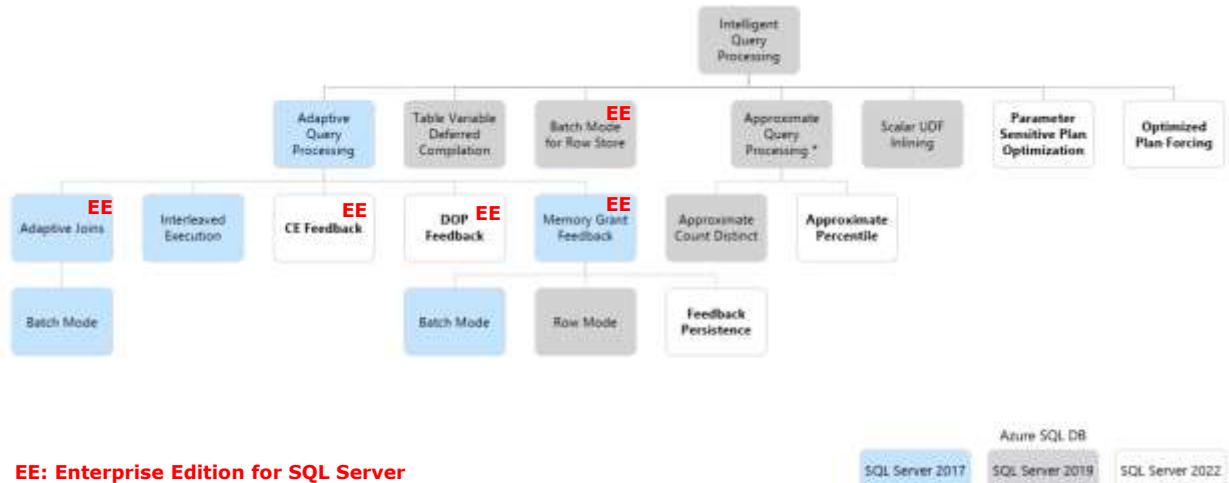 Intelligent
Query
Processing
Adaptive
Query
Processing
Table Variable
Deferred
Compilation
EE
Batch Mode
for Row Store
Approximate
Query
Processing *
Scalar UDF
Inlining
Parameter
Sensitive Plan
Optimization
Optimized
Plan Forcing
EE
Adaptive Joins
Interleaved
Execution
EE
CE Feedback
EE
DOP
Feedback
EE
Memory Grant
Feedback
Approximate
Count Distinct
Approximate
Percentile
Batch Mode
Batch Mode
Row Mode
Feedback
Persistence
Azure SQL DB
EE: Enterprise Edition for SQL Server
SQL Server 2017
SQL Server 2019
SQL Server 2022